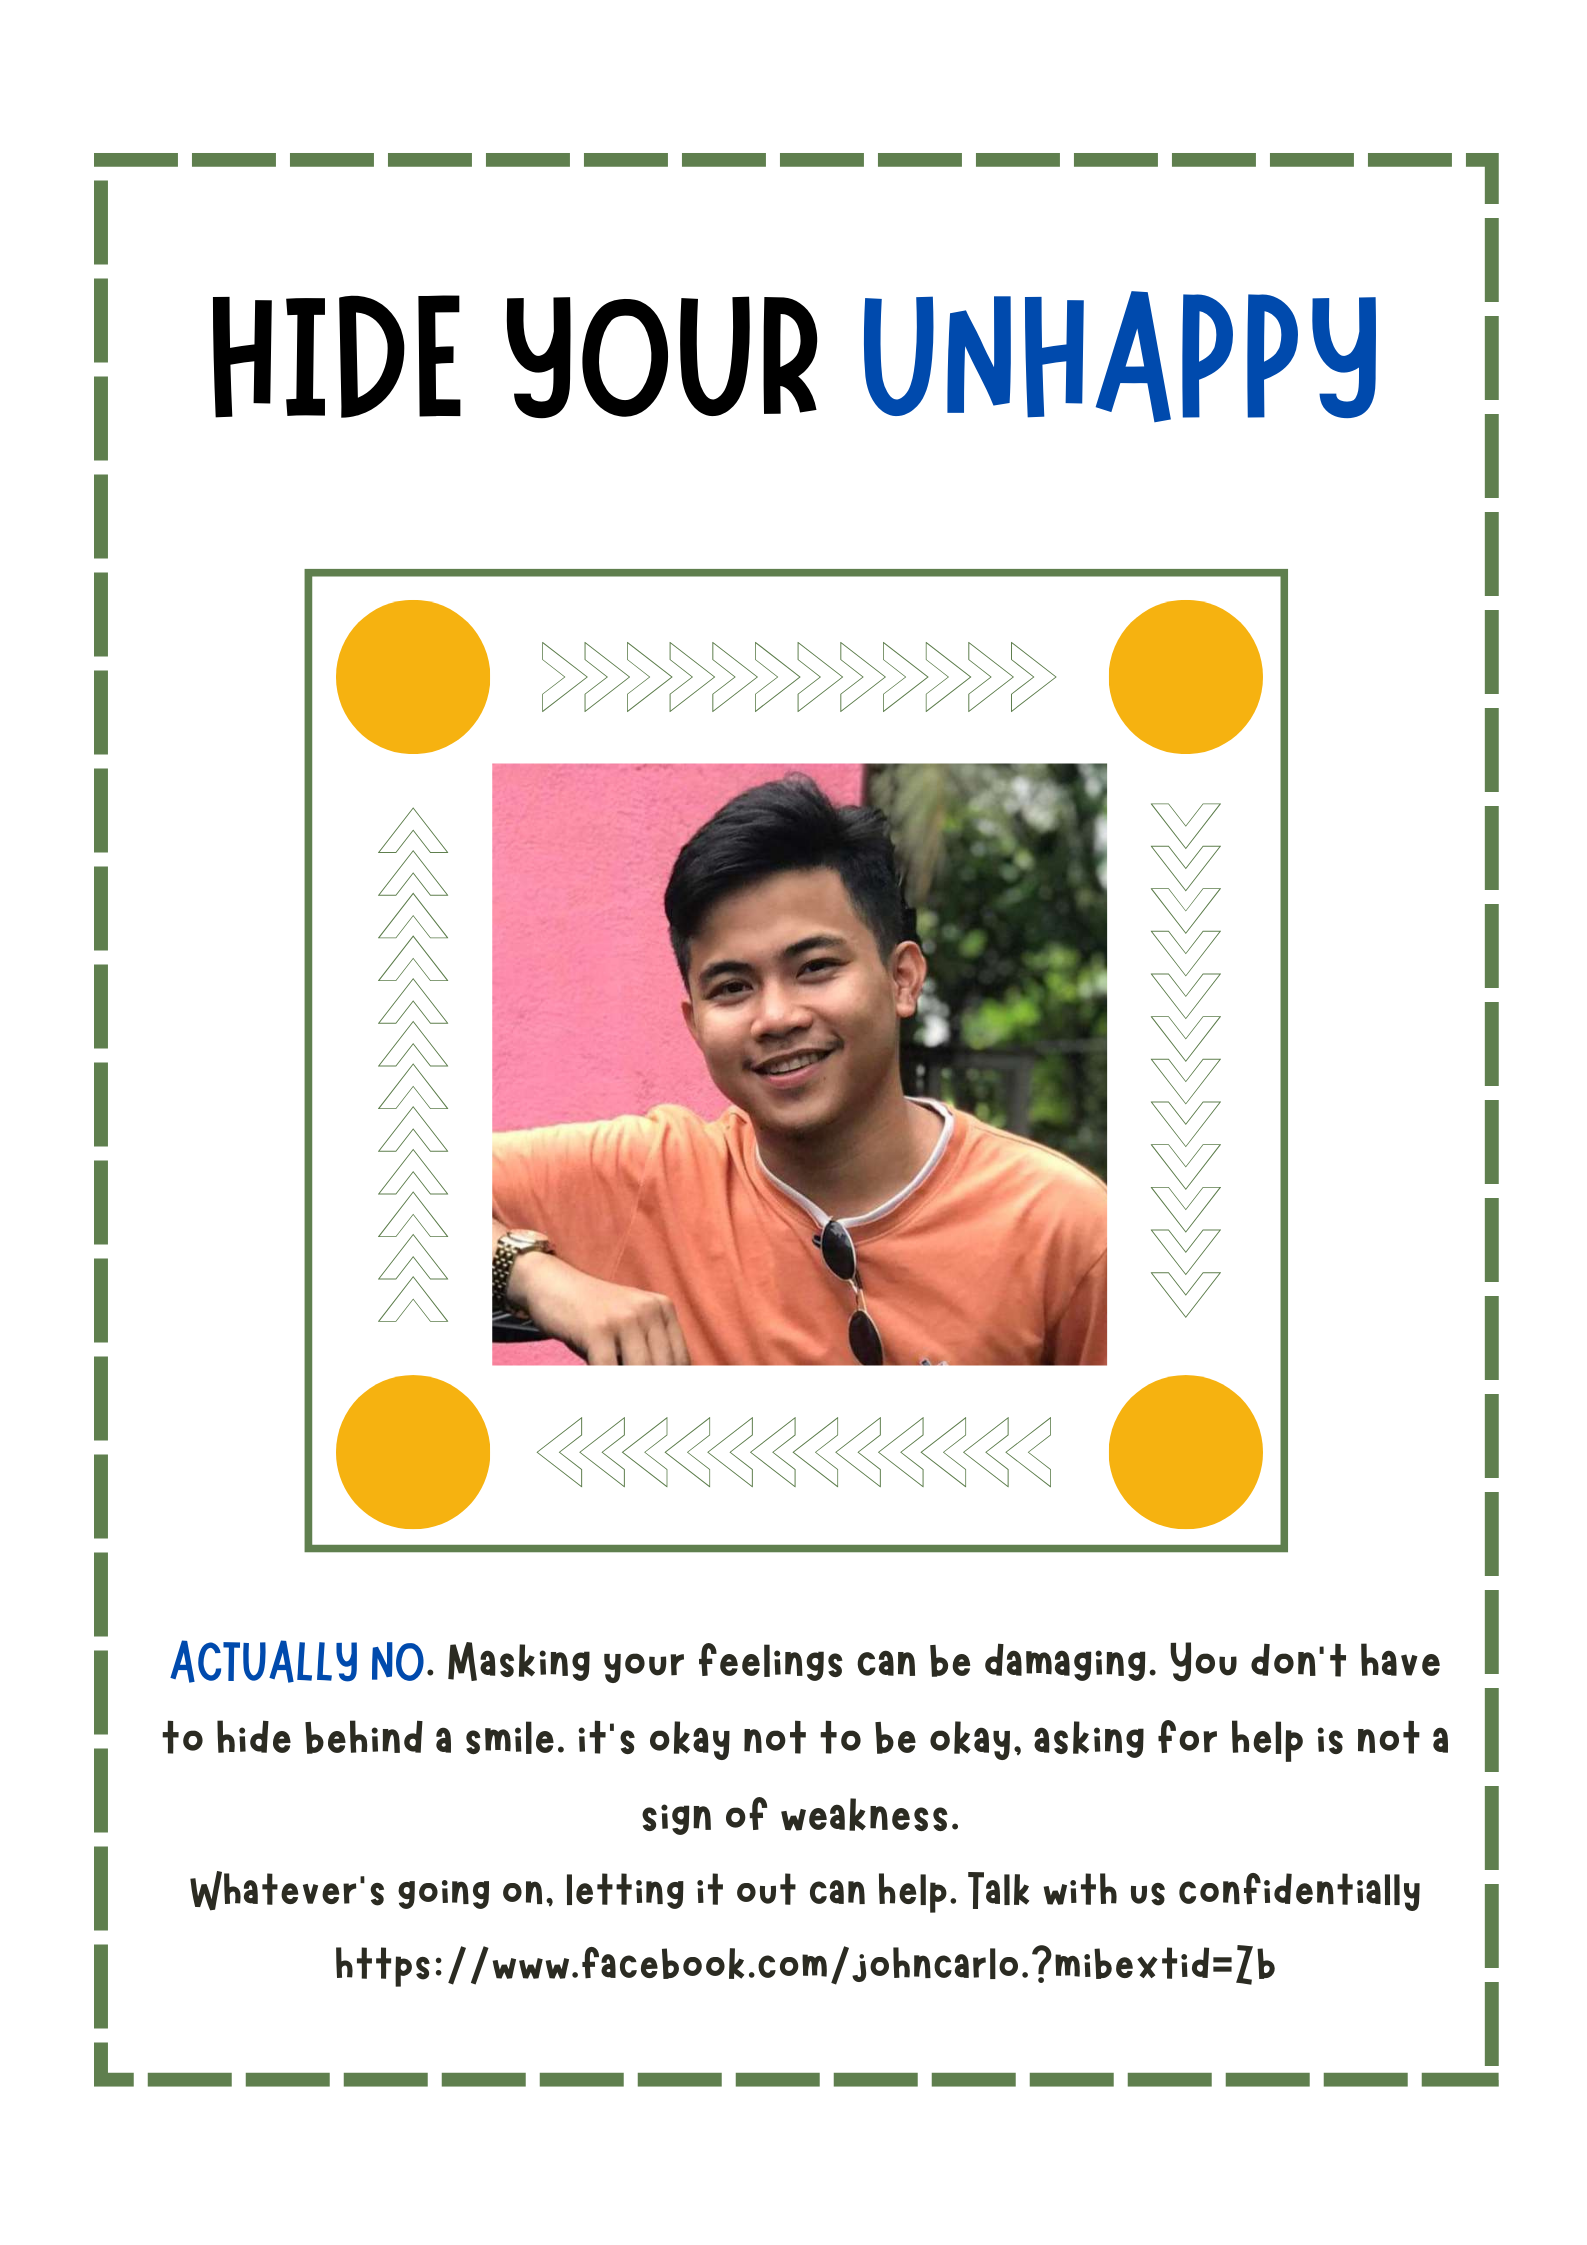 HIDE YOUR UNHAPPY
ACTUALLY NO. Masking your feelings can be damaging. You don't have
to hide behind a smile. it's okay not to be okay, asking for help is not a
sign of weakness.
Whatever's going on, letting it out can help. Talk with us confidentially
https://www.facebook.com/johncarlo.?mibextid=Zb